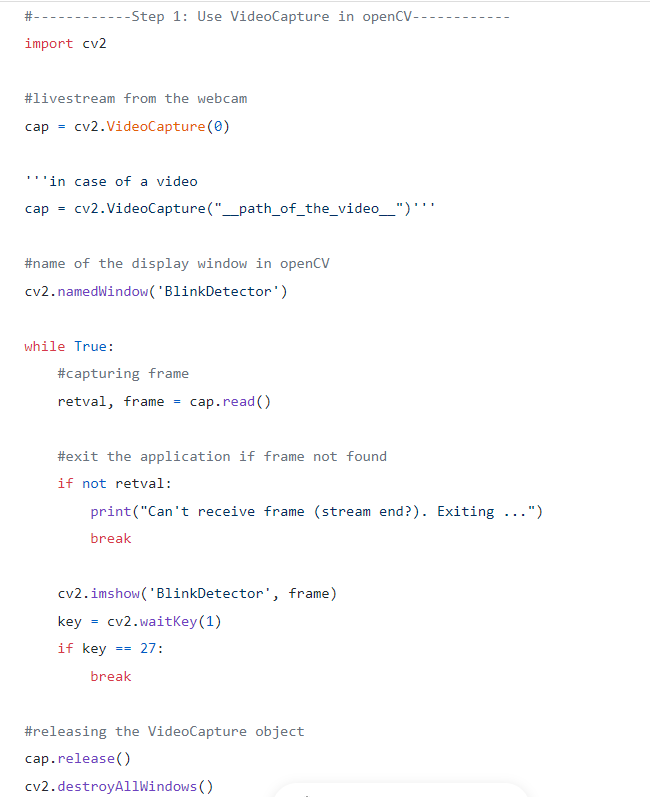 #------------Step 1: Use VideoCapture in openCV------------
import cv2
#livestream from the webcam
cap = cv2.VideoCapture(0)
'''in case of a video
cap = cv2.VideoCapture("__path_of_the_video__")'''
#name of the display window in openCV
cv2.namedWindow('BlinkDetector')
while True:
    #capturing frame
    retval, frame = cap.read()
    #exit the application if frame not found
    if not retval:
        print("Can't receive frame (stream end?). Exiting ...")
        break
    cv2.imshow('BlinkDetector', frame)
    key = cv2.waitKey(1)
    if key == 27:
        break
#releasing the VideoCapture object
cap.release()
cv2.destroyAllWindows()